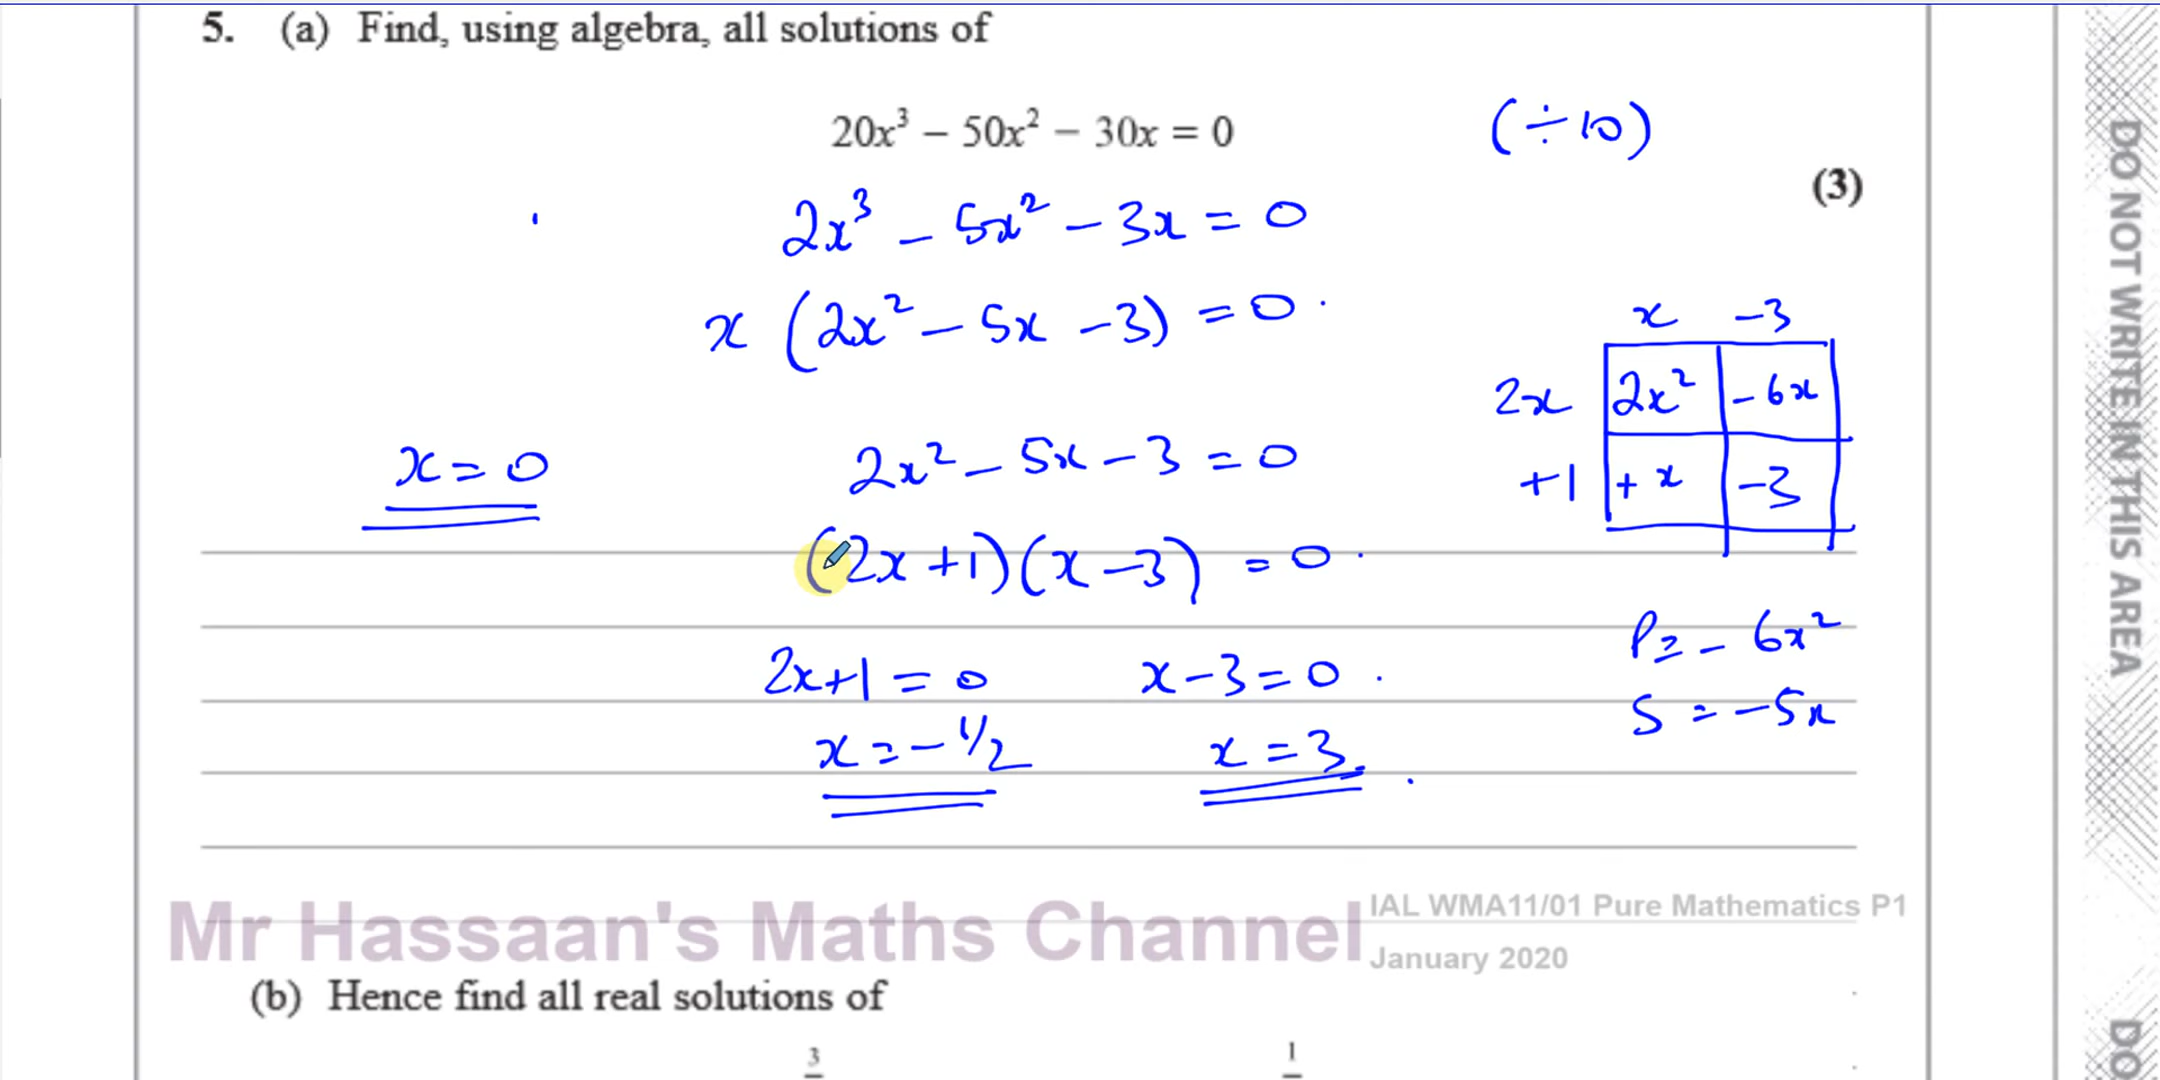 5. (a) Find, using algebra, all solutions of
20x³ − 50x² − 30x = 0
(÷10)
(3)
2x³ − 5x² − 3x = 0
x (2x² − 5x − 3) = 0
x −3
2x 2x² −6x
+1 +x −3
x = 0
2x² − 5x − 3 = 0
(2x+1)(x−3) = 0
P = −6x²
S = −5x
2x+1 = 0 x−3 = 0
x = −1/2 x = 3
Mr Hassaan's Maths Channel
IAL WMA11/01 Pure Mathematics P1
January 2020
(b) Hence find all real solutions of
3 1
DO NOT WRITE IN THIS AREA
DO